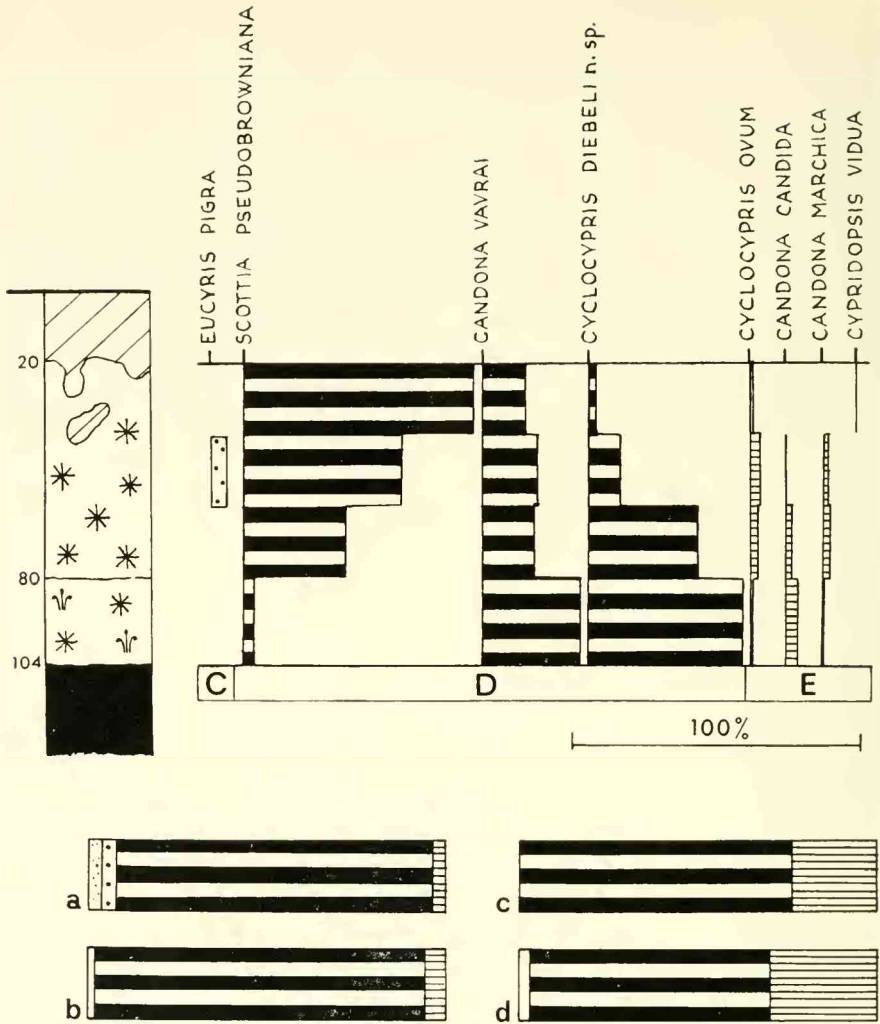 EUCYRIS PIGRA
SCOTTIA PSEUDOBROWNIANA
CANDONA VAVRAI
CYCLOCYPRIS DIEBELI n. sp.
CYCLOCYPRIS OVUM
CANDONA CANDIDA
CANDONA MARCHICA
CYPRIDOPSIS VIDUA
20
80
104
C D E
100%
a
c
b
d